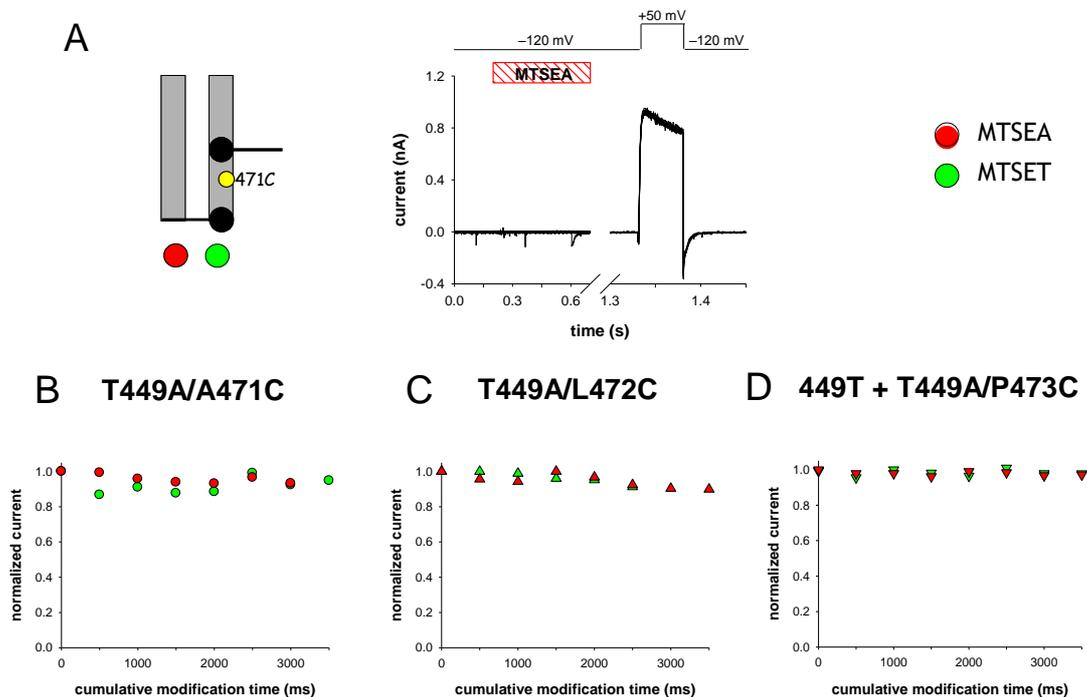 A
+50 mV
–120 mV
–120 mV
MTSEA
1.2
0.8
0.4
0.0
-0.4
current (nA)
0.0
0.3
0.6
1.3
1.4
time (s)
471C
MTSEA
MTSET
B
T449A/A471C
1.0
0.8
0.6
0.4
0.2
0.0
normalized current
0
1000
2000
3000
cumulative modification time (ms)
C
T449A/L472C
1.0
0.8
0.6
0.4
0.2
0.0
normalized current
0
1000
2000
3000
cumulative modification time (ms)
D
449T + T449A/P473C
1.0
0.8
0.6
0.4
0.2
0.0
normalized current
0
1000
2000
3000
cumulative modification time (ms)